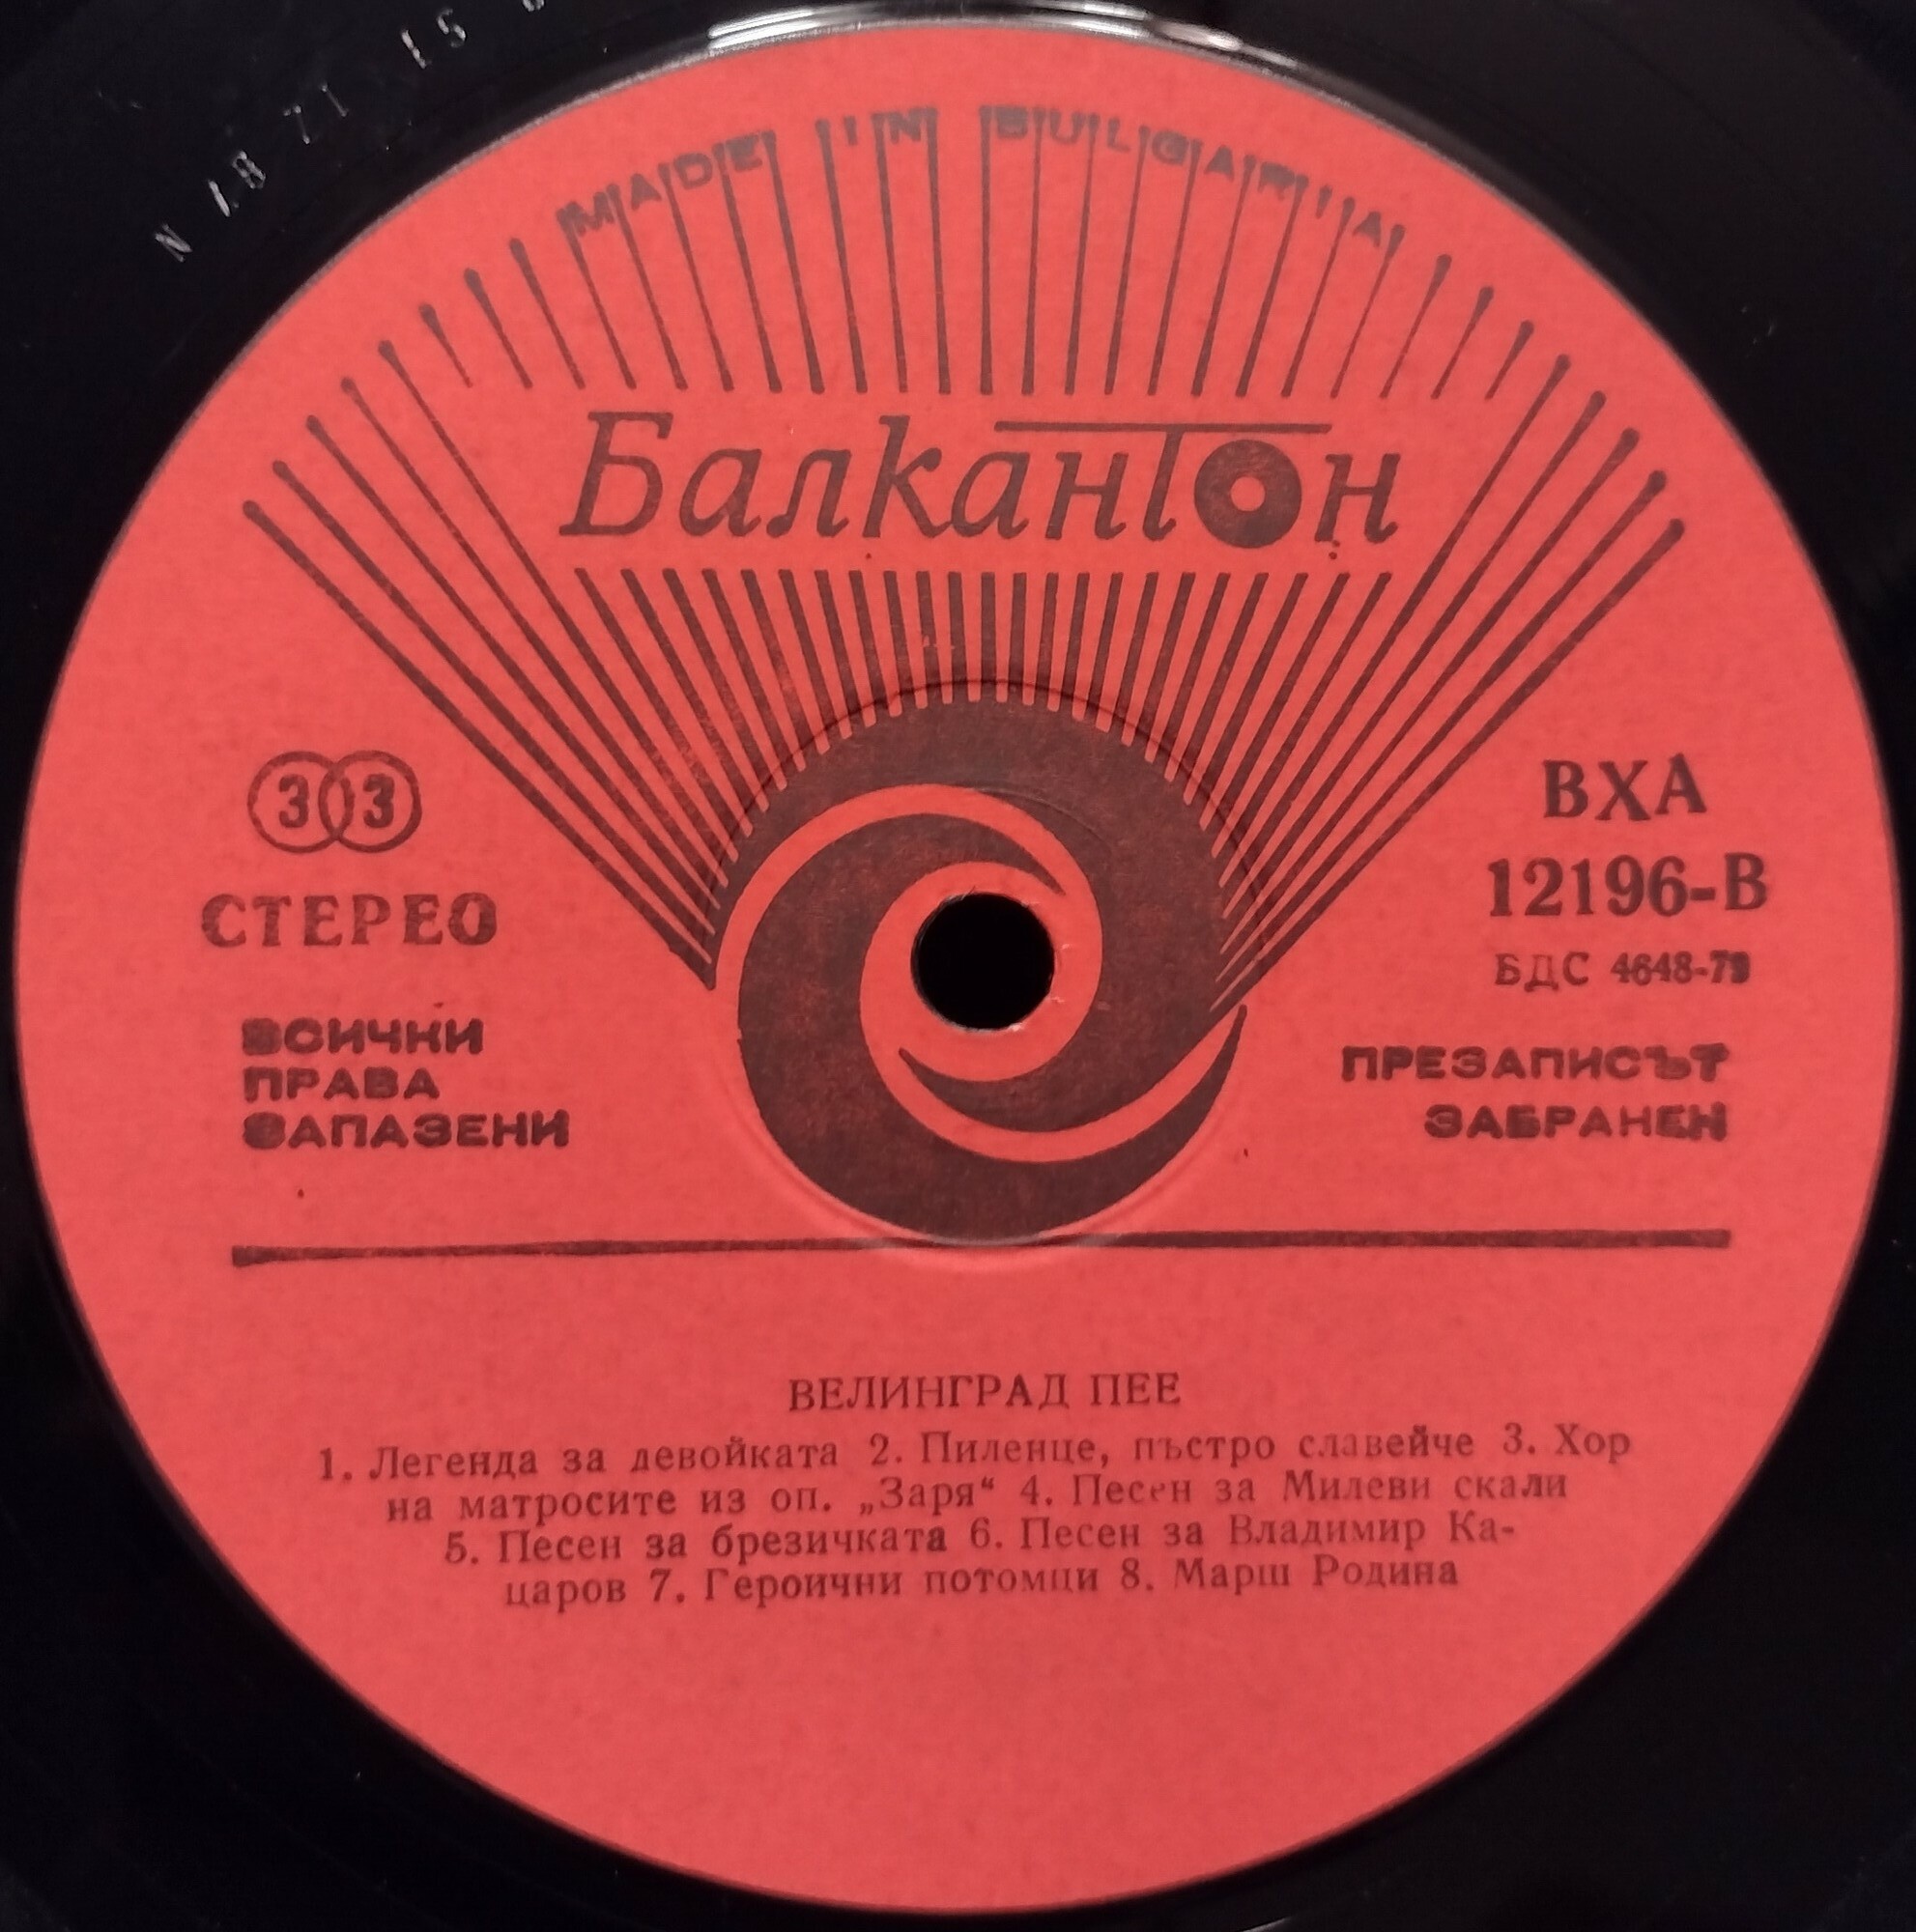 MADE IN BULGARIA
Балкантон
33
СТЕРЕО
ВСИЧКИ
ПРАВА
ЗАПАЗЕНИ
ВХА
12196-В
БДС 4648-79
ПРЕЗАПИСЪТ
ЗАБРАНЕН
ВЕЛИНГРАД ПЕЕ
1. Легенда за девойката 2. Пиленце, пъстро славейче 3. Хор
на матросите из оп. „Заря“ 4. Песен за Милеви скали
5. Песен за брезичката 6. Песен за Владимир Ка-
царов 7. Героични потомци 8. Марш Родина